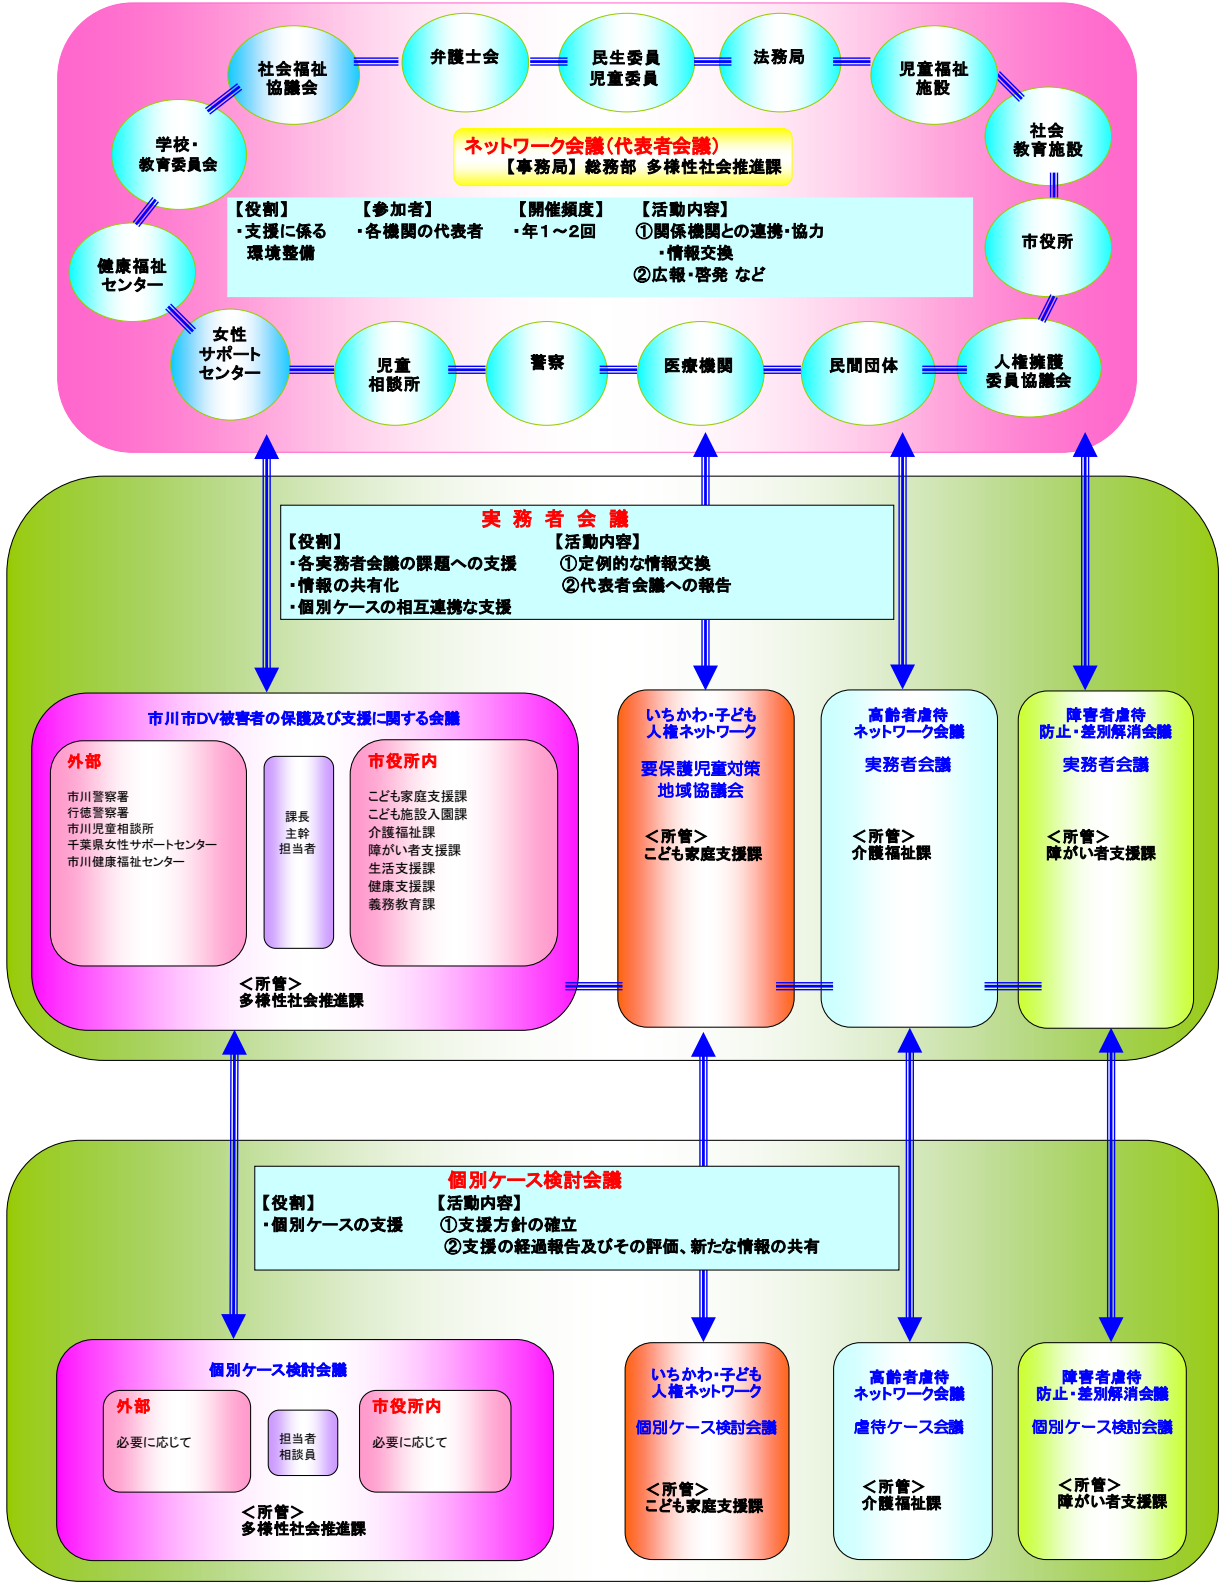 社会福祉
協議会
弁護士会
民生委員
児童委員
法務局
児童福祉
施設
学校・
教育委員会
社会
教育施設
ネットワーク会議（代表者会議）
【事務局】 総務部 多様性社会推進課
【役割】 【参加者】 【開催頻度】 【活動内容】
・支援に係る ・各機関の代表者 ・年１～２回 ①関係機関との連携・協力
環境整備 ・情報交換
②広報・啓発 など
健康福祉
センター
市役所
女性
サポート
センター
児童
相談所
警察
医療機関
民間団体
人権擁護
委員協議会
実 務 者 会 議
【役割】 【活動内容】
・各実務者会議の課題への支援 ①定例的な情報交換
・情報の共有化 ②代表者会議への報告
・個別ケースの相互連携な支援
市川市DV被害者の保護及び支援に関する会議
外部
市川警察署
行徳警察署
市川児童相談所
千葉県女性サポートセンター
市川健康福祉センター
課長
主幹
担当者
市役所内
こども家庭支援課
こども施設入園課
介護福祉課
障がい者支援課
生活支援課
健康支援課
義務教育課
＜所管＞
多様性社会推進課
いちかわ・子ども
人権ネットワーク
要保護児童対策
地域協議会
＜所管＞
こども家庭支援課
高齢者虐待
ネットワーク会議
実務者会議
＜所管＞
介護福祉課
障害者虐待
防止・差別解消会議
実務者会議
＜所管＞
障がい者支援課
個別ケース検討会議
【役割】 【活動内容】
・個別ケースの支援 ①支援方針の確立
②支援の経過報告及びその評価、新たな情報の共有
個別ケース検討会議
外部
必要に応じて
担当者
相談員
市役所内
必要に応じて
＜所管＞
多様性社会推進課
いちかわ・子ども
人権ネットワーク
個別ケース検討会議
＜所管＞
こども家庭支援課
高齢者虐待
ネットワーク会議
虐待ケース会議
＜所管＞
介護福祉課
障害者虐待
防止・差別解消会議
個別ケース検討会議
＜所管＞
障がい者支援課